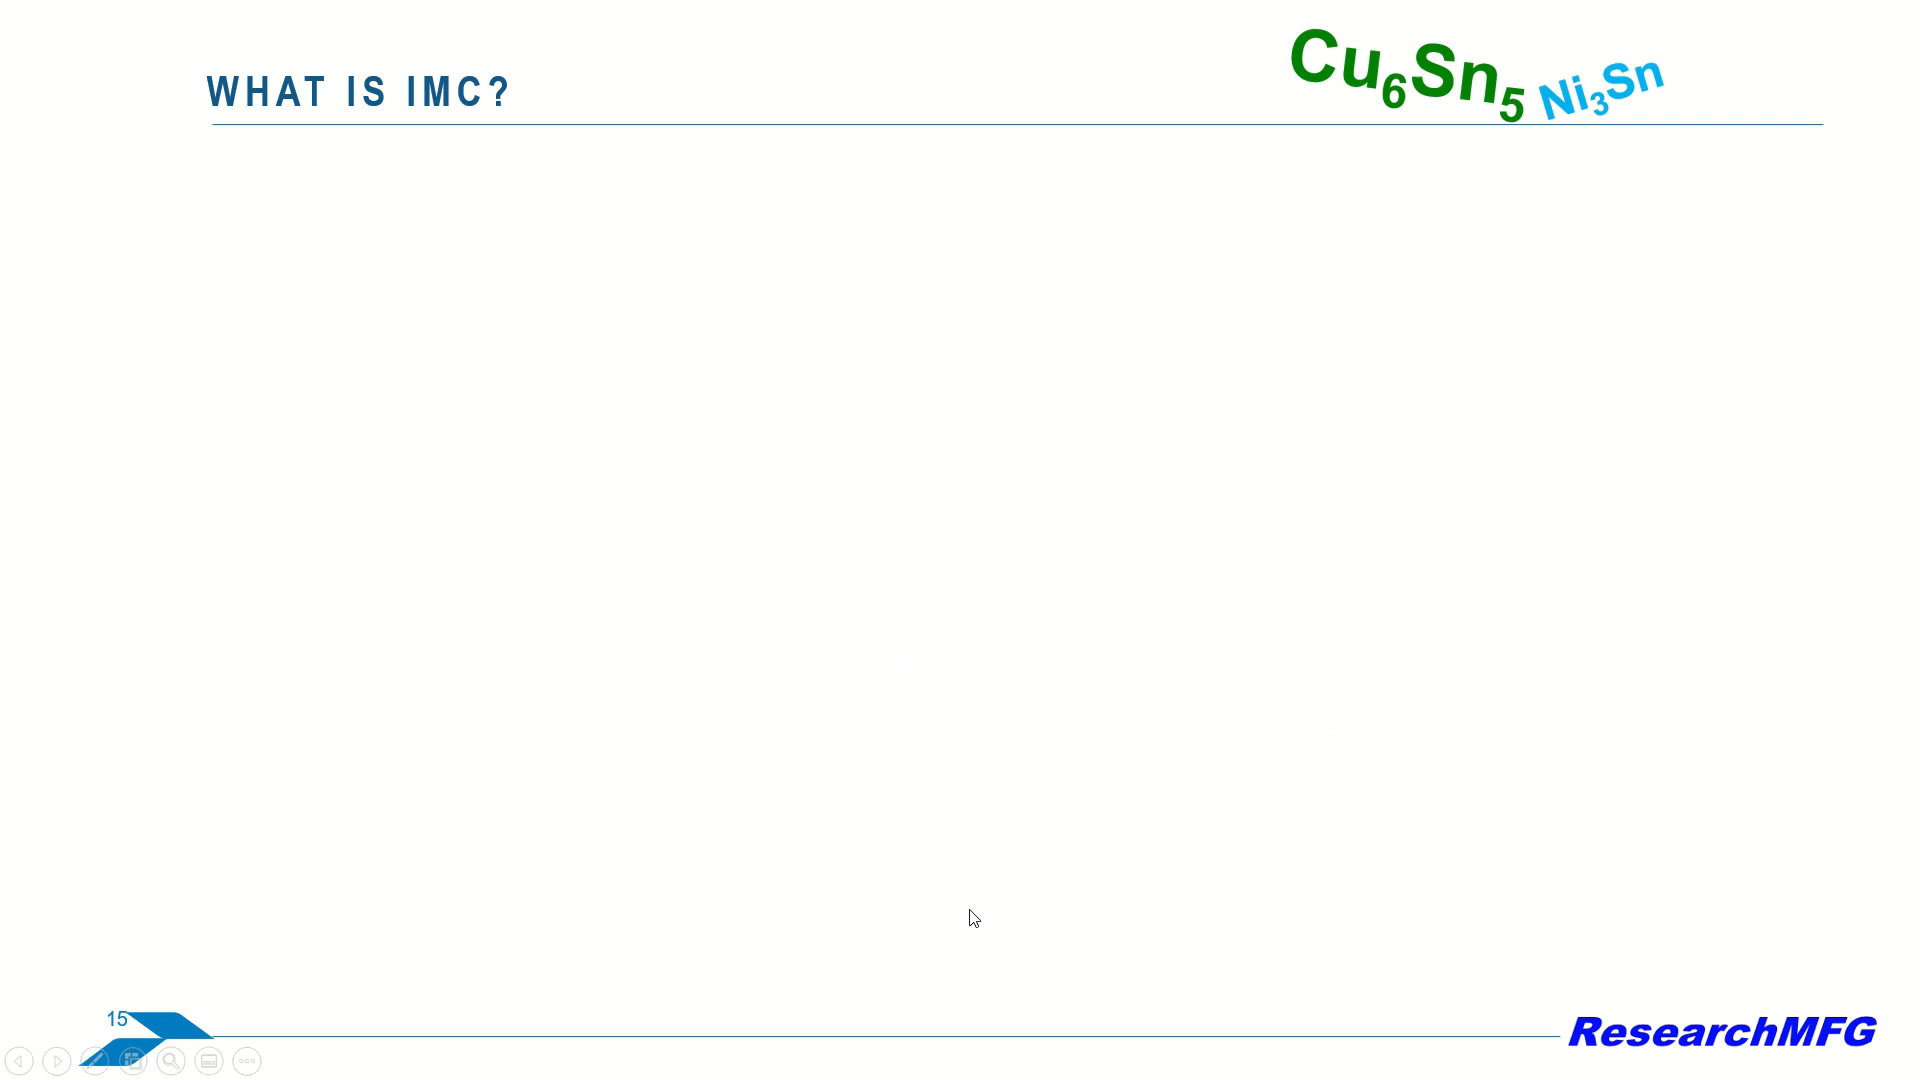 WHAT IS IMC?
Cu₆Sn₅
Ni₃Sn
15
ResearchMFG